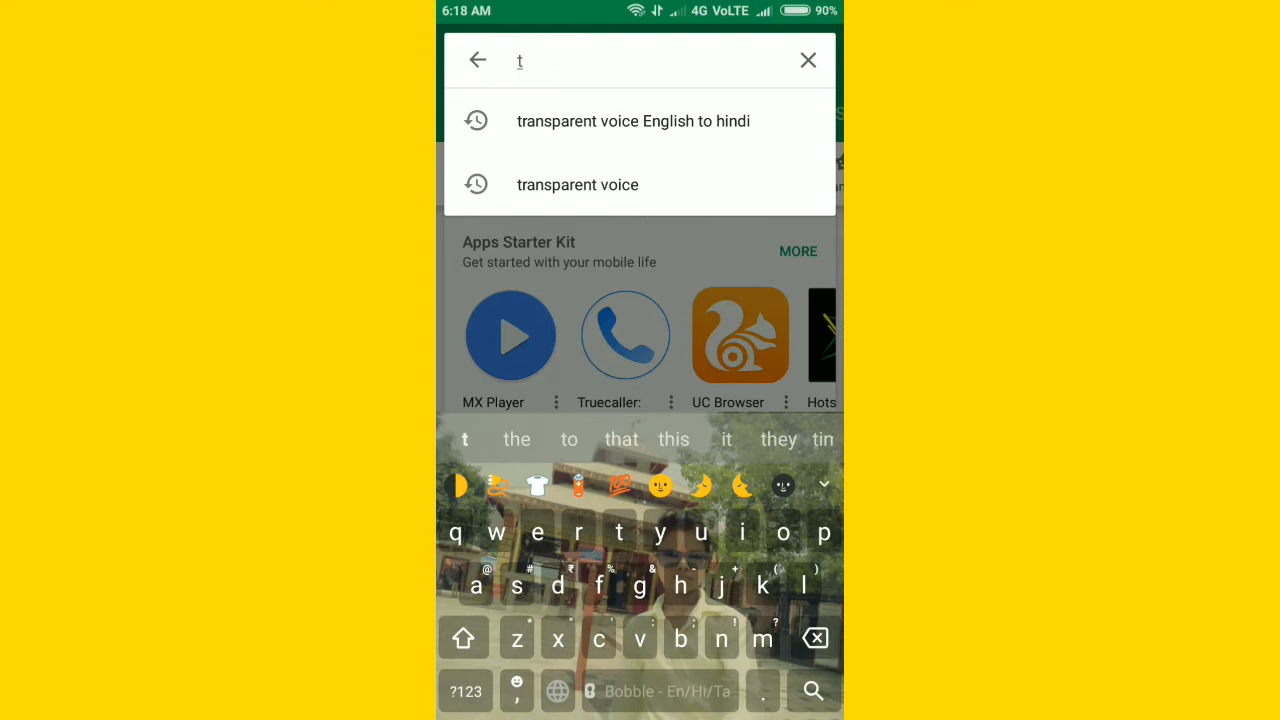 6:18 AM 4G VoLTE 90%
t
transparent voice English to hindi
transparent voice
Apps Starter Kit
Get started with your mobile life
MORE
MX Player Truecaller: UC Browser Hots
t the to that this it they tim
q w e r t y u i o p
@ # ₹ % & - + ( )
a s d f g h j k l
* " ' : ; ! ?
z x c v b n m
?123 , Bobble - En/Hi/Ta .